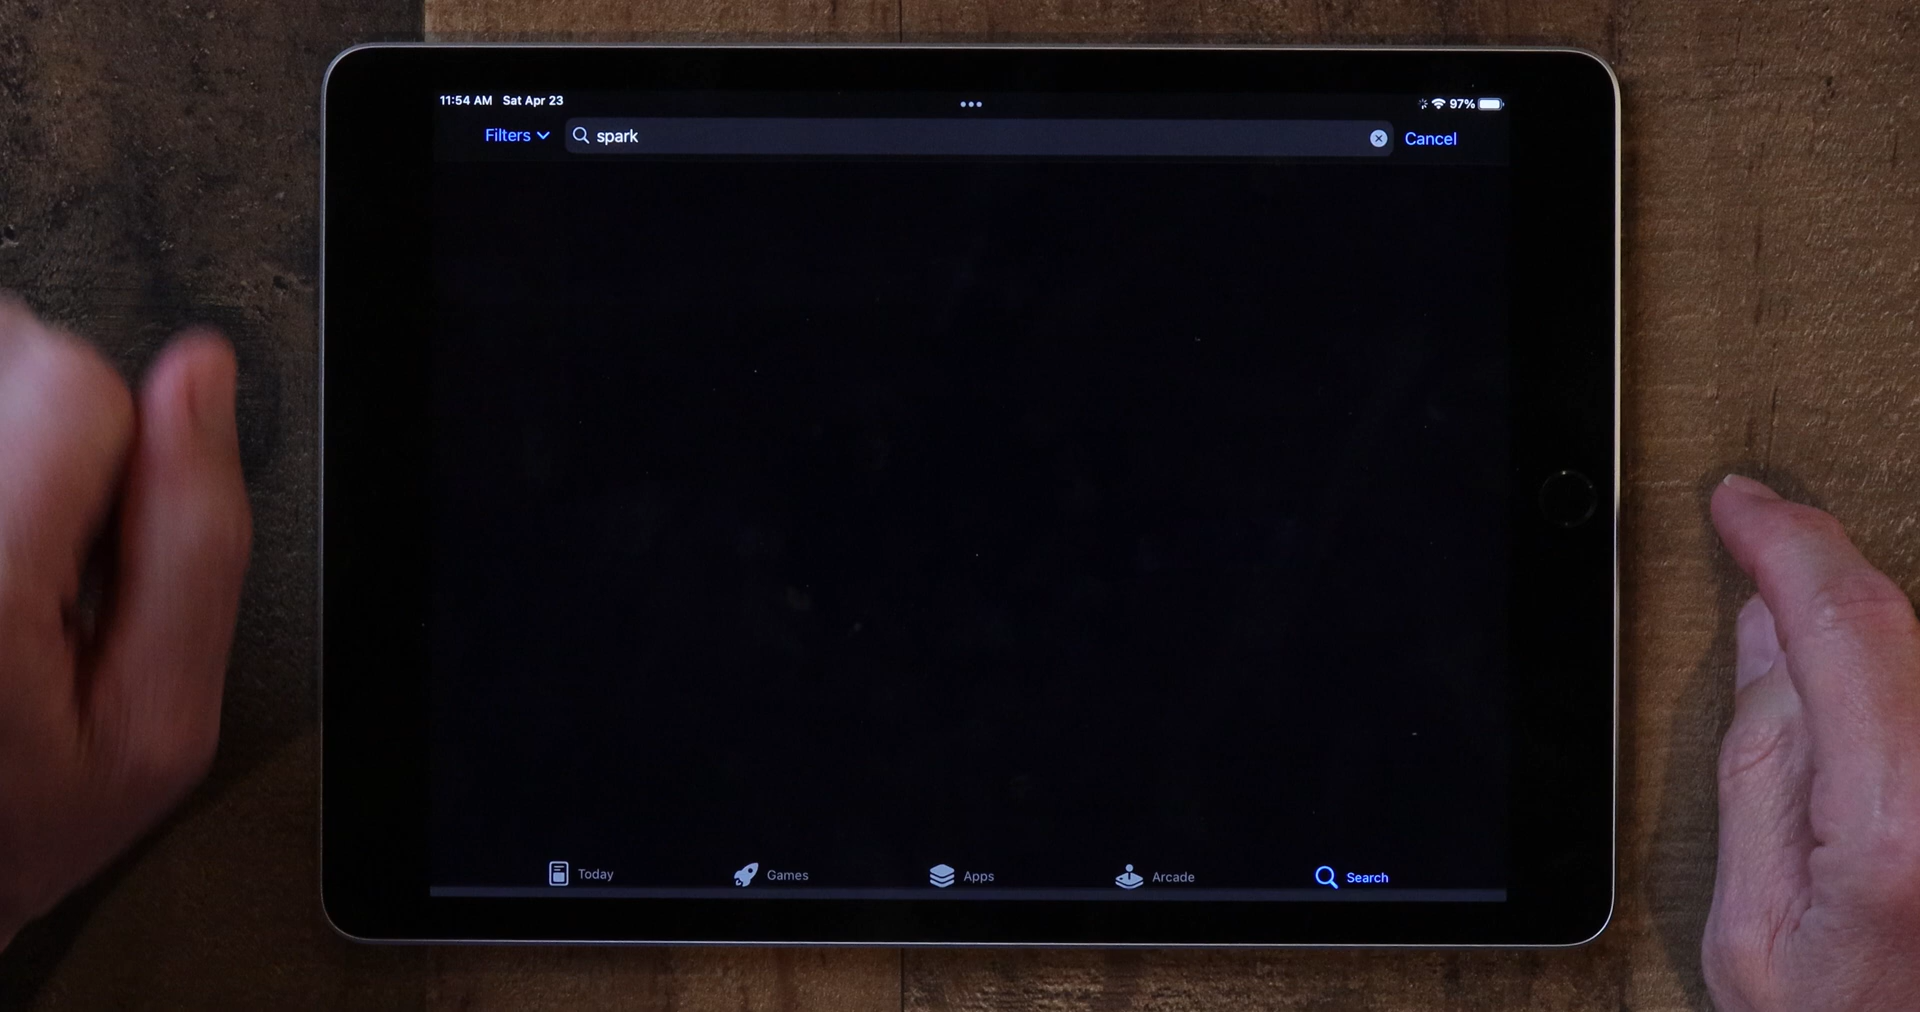 11:54 AM Sat Apr 23
97%
Filters
spark
Cancel
Today
Games
Apps
Arcade
Search